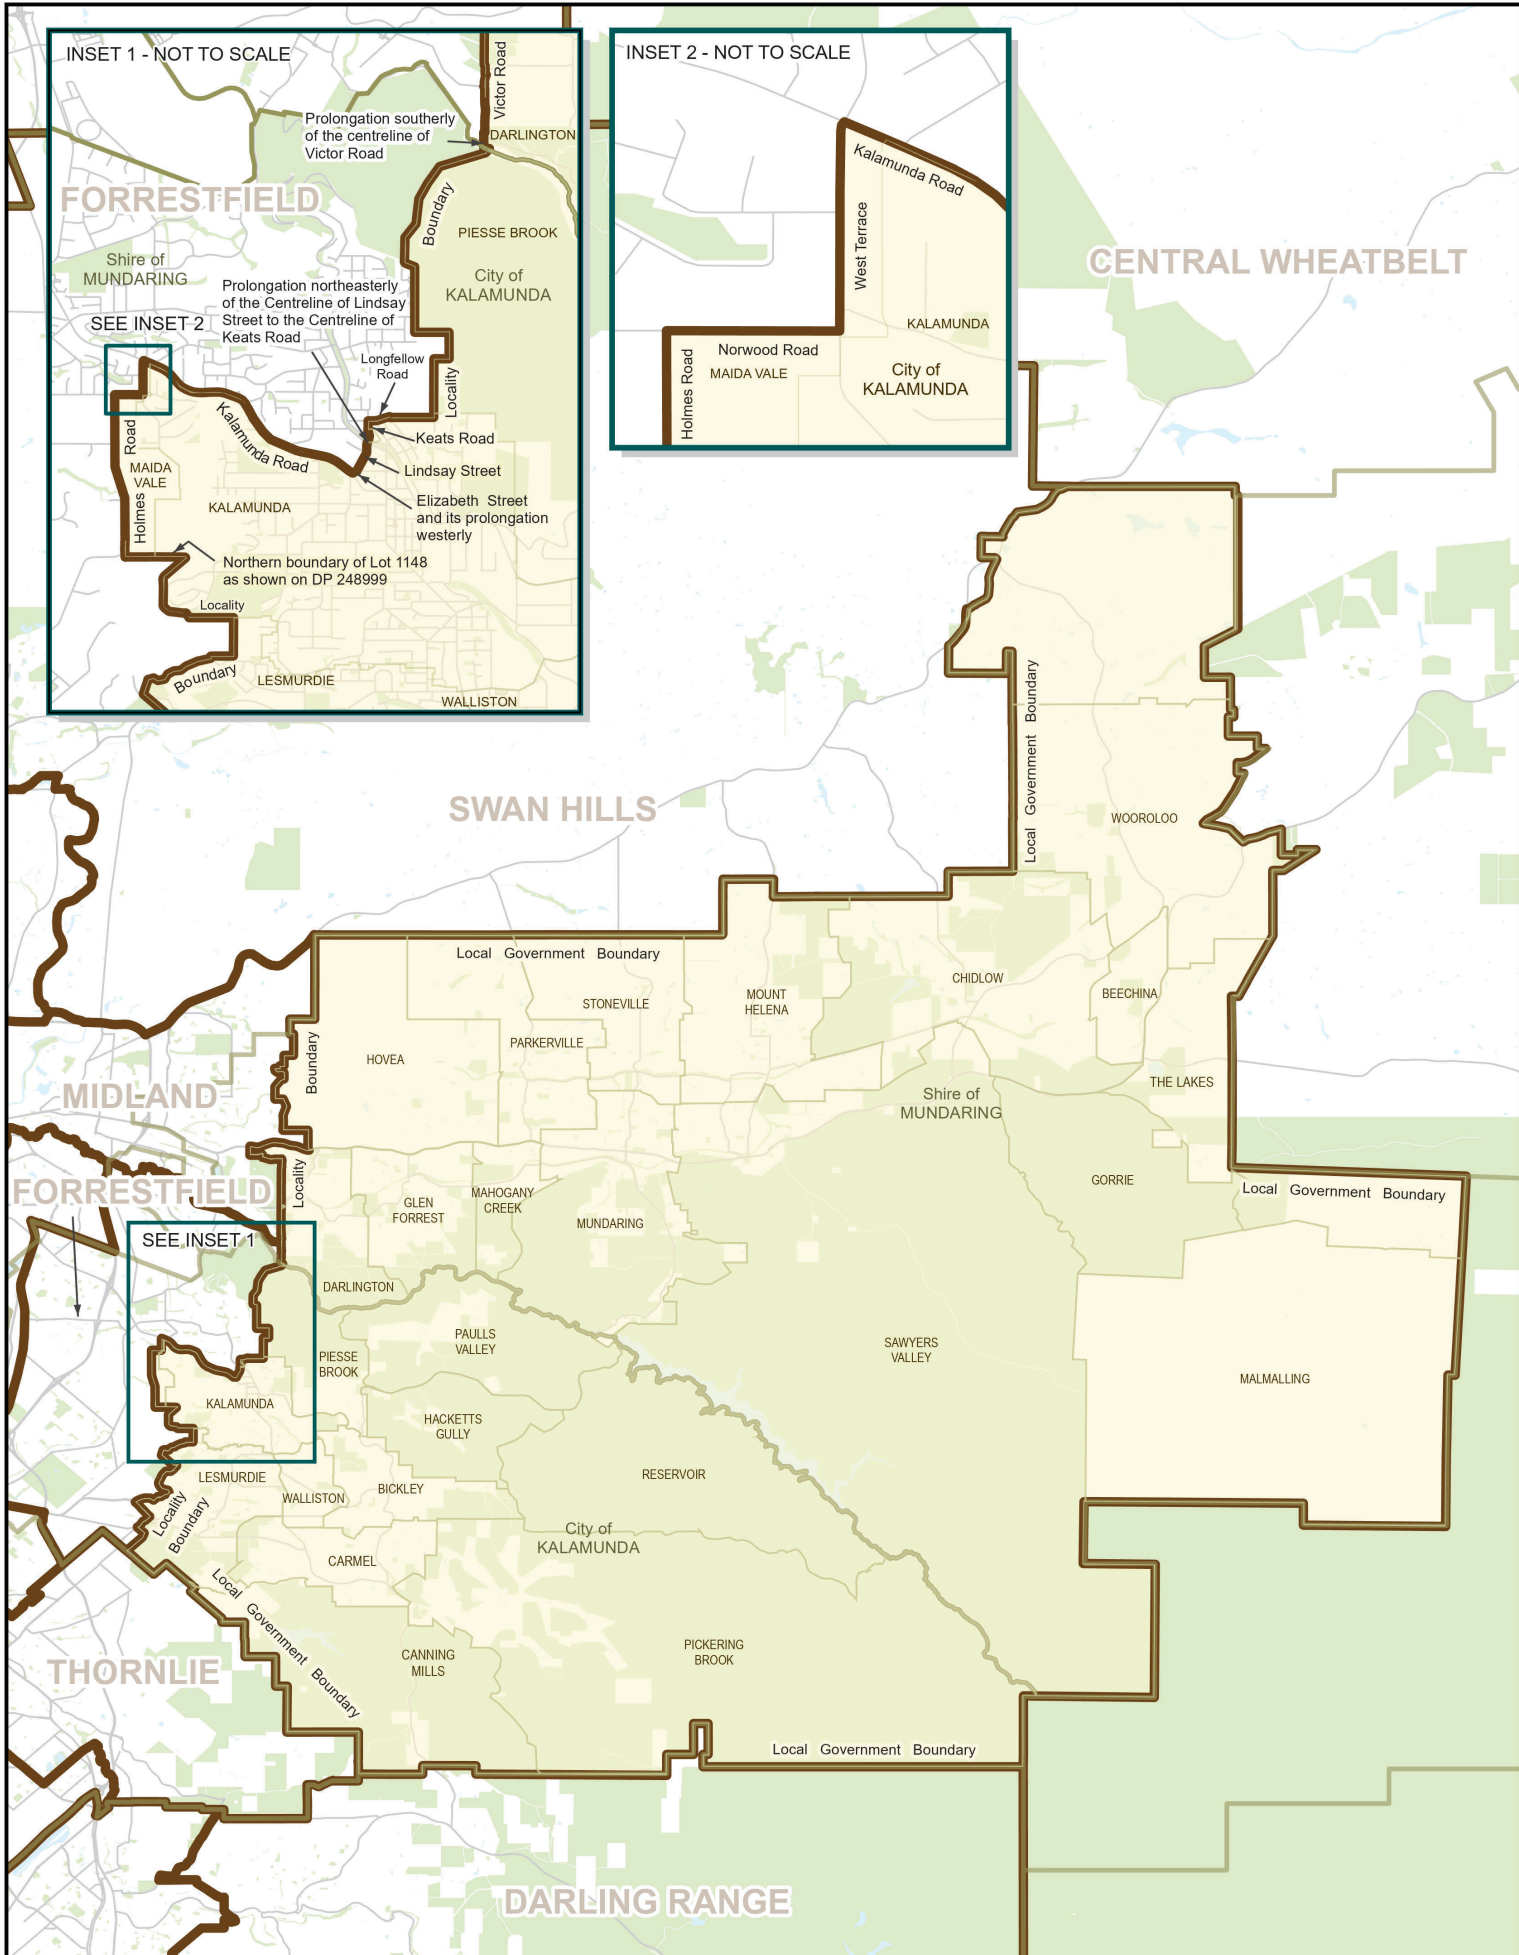 INSET 1 - NOT TO SCALE
Victor Road
Prolongation southerly
of the centreline of
Victor Road
DARLINGTON
FORRESTFIELD
Boundary
PIESSE BROOK
Shire of
MUNDARING
City of
KALAMUNDA
Prolongation northeasterly
of the Centreline of Lindsay
Street to the Centreline of
Keats Road
SEE INSET 2
Longfellow
Road
Locality
Kalamunda Road
Keats Road
Road
Holmes
MAIDA
VALE
Lindsay Street
KALAMUNDA
Elizabeth Street
and its prolongation
westerly
Northern boundary of Lot 1148
as shown on DP 248999
Locality
Boundary
LESMURDIE
WALLISTON
INSET 2 - NOT TO SCALE
Kalamunda Road
West Terrace
KALAMUNDA
Norwood Road
Holmes Road
MAIDA VALE
City of
KALAMUNDA
CENTRAL WHEATBELT
Local Government Boundary
SWAN HILLS
WOOROLOO
Local Government Boundary
CHIDLOW
STONEVILLE
MOUNT
HELENA
BEECHINA
PARKERVILLE
HOVEA
Boundary
MIDLAND
THE LAKES
Shire of
MUNDARING
Locality
FORRESTFIELD
GLEN
FORREST
MAHOGANY
CREEK
MUNDARING
GORRIE
Local Government Boundary
SEE INSET 1
DARLINGTON
PAULLS
VALLEY
SAWYERS
VALLEY
PIESSE
BROOK
MALMALLING
KALAMUNDA
HACKETTS
GULLY
LESMURDIE
RESERVOIR
WALLISTON
BICKLEY
Locality
Boundary
City of
KALAMUNDA
CARMEL
Local Government Boundary
THORNLIE
CANNING
MILLS
PICKERING
BROOK
Local Government Boundary
DARLING RANGE